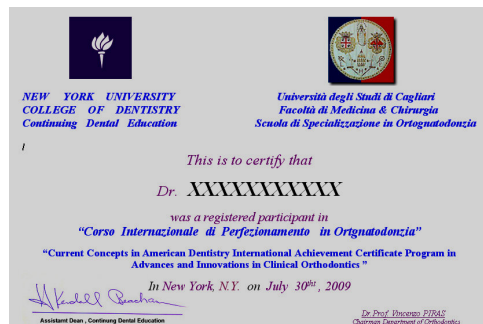 NEW YORK UNIVERSITY
COLLEGE OF DENTISTRY
Continuing Dental Education
Università degli Studi di Cagliari
Facoltà di Medicina & Chirurgia
Scuola di Specializzazione in Ortognatodonzia
This is to certify that
Dr. XXXXXXXXXXX
was a registered participant in
“Corso Internazionale di Perfezionamento in Ortgnatodonzia”
“Current Concepts in American Dentistry International Achievement Certificate Program in
Advances and Innovations in Clinical Orthodontics ”
In New York, N.Y. on July 30th , 2009
H Kendall Beacham
Assistant Dean , Continung Dental Education
Dr.Prof. Vincenzo PIRAS
Chairman Department of Orthodontics